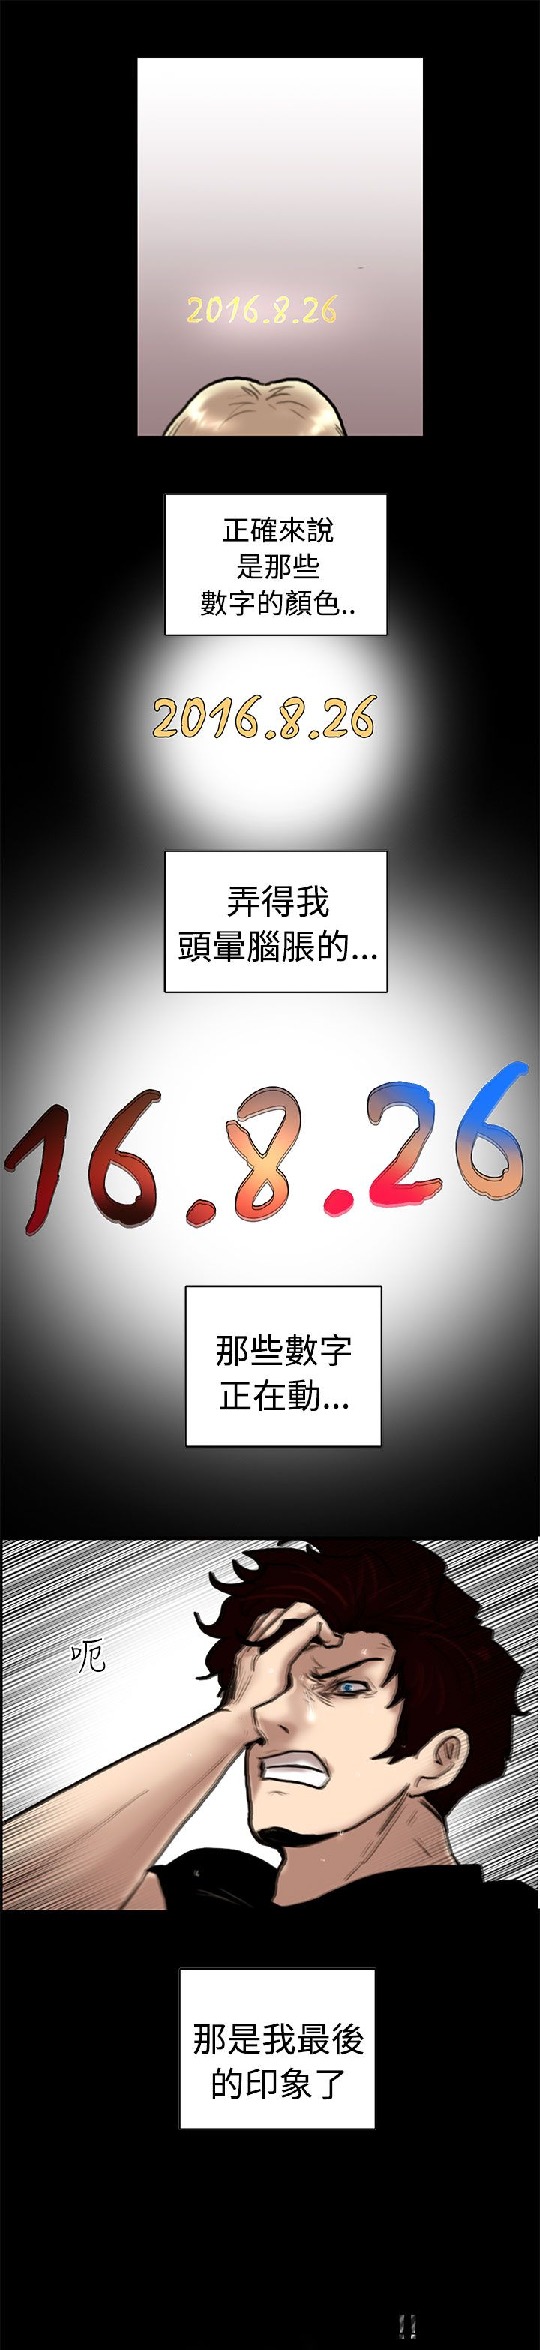 2016.8.26
正確來說
是那些
數字的顏色..
2016.8.26
弄得我
頭暈腦脹的...
16.8.26
那些數字
正在動...
呃
那是我最後
的印象了